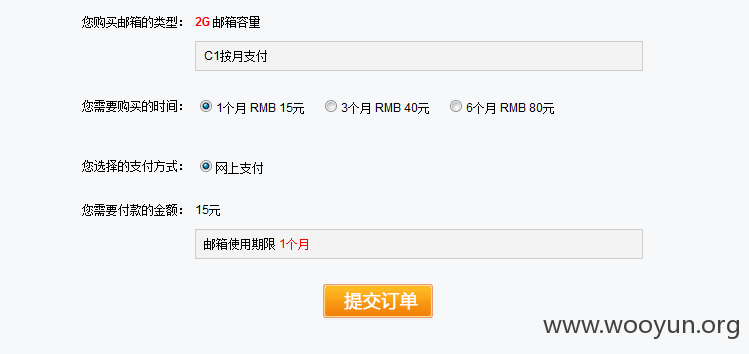 您购买邮箱的类型： 2G 邮箱容量
C1按月支付
您需要购买的时间： 1个月 RMB 15元 3个月 RMB 40元 6个月 RMB 80元
您选择的支付方式： 网上支付
您需要付款的金额： 15元
邮箱使用期限 1个月
提交订单
www.wooyun.org